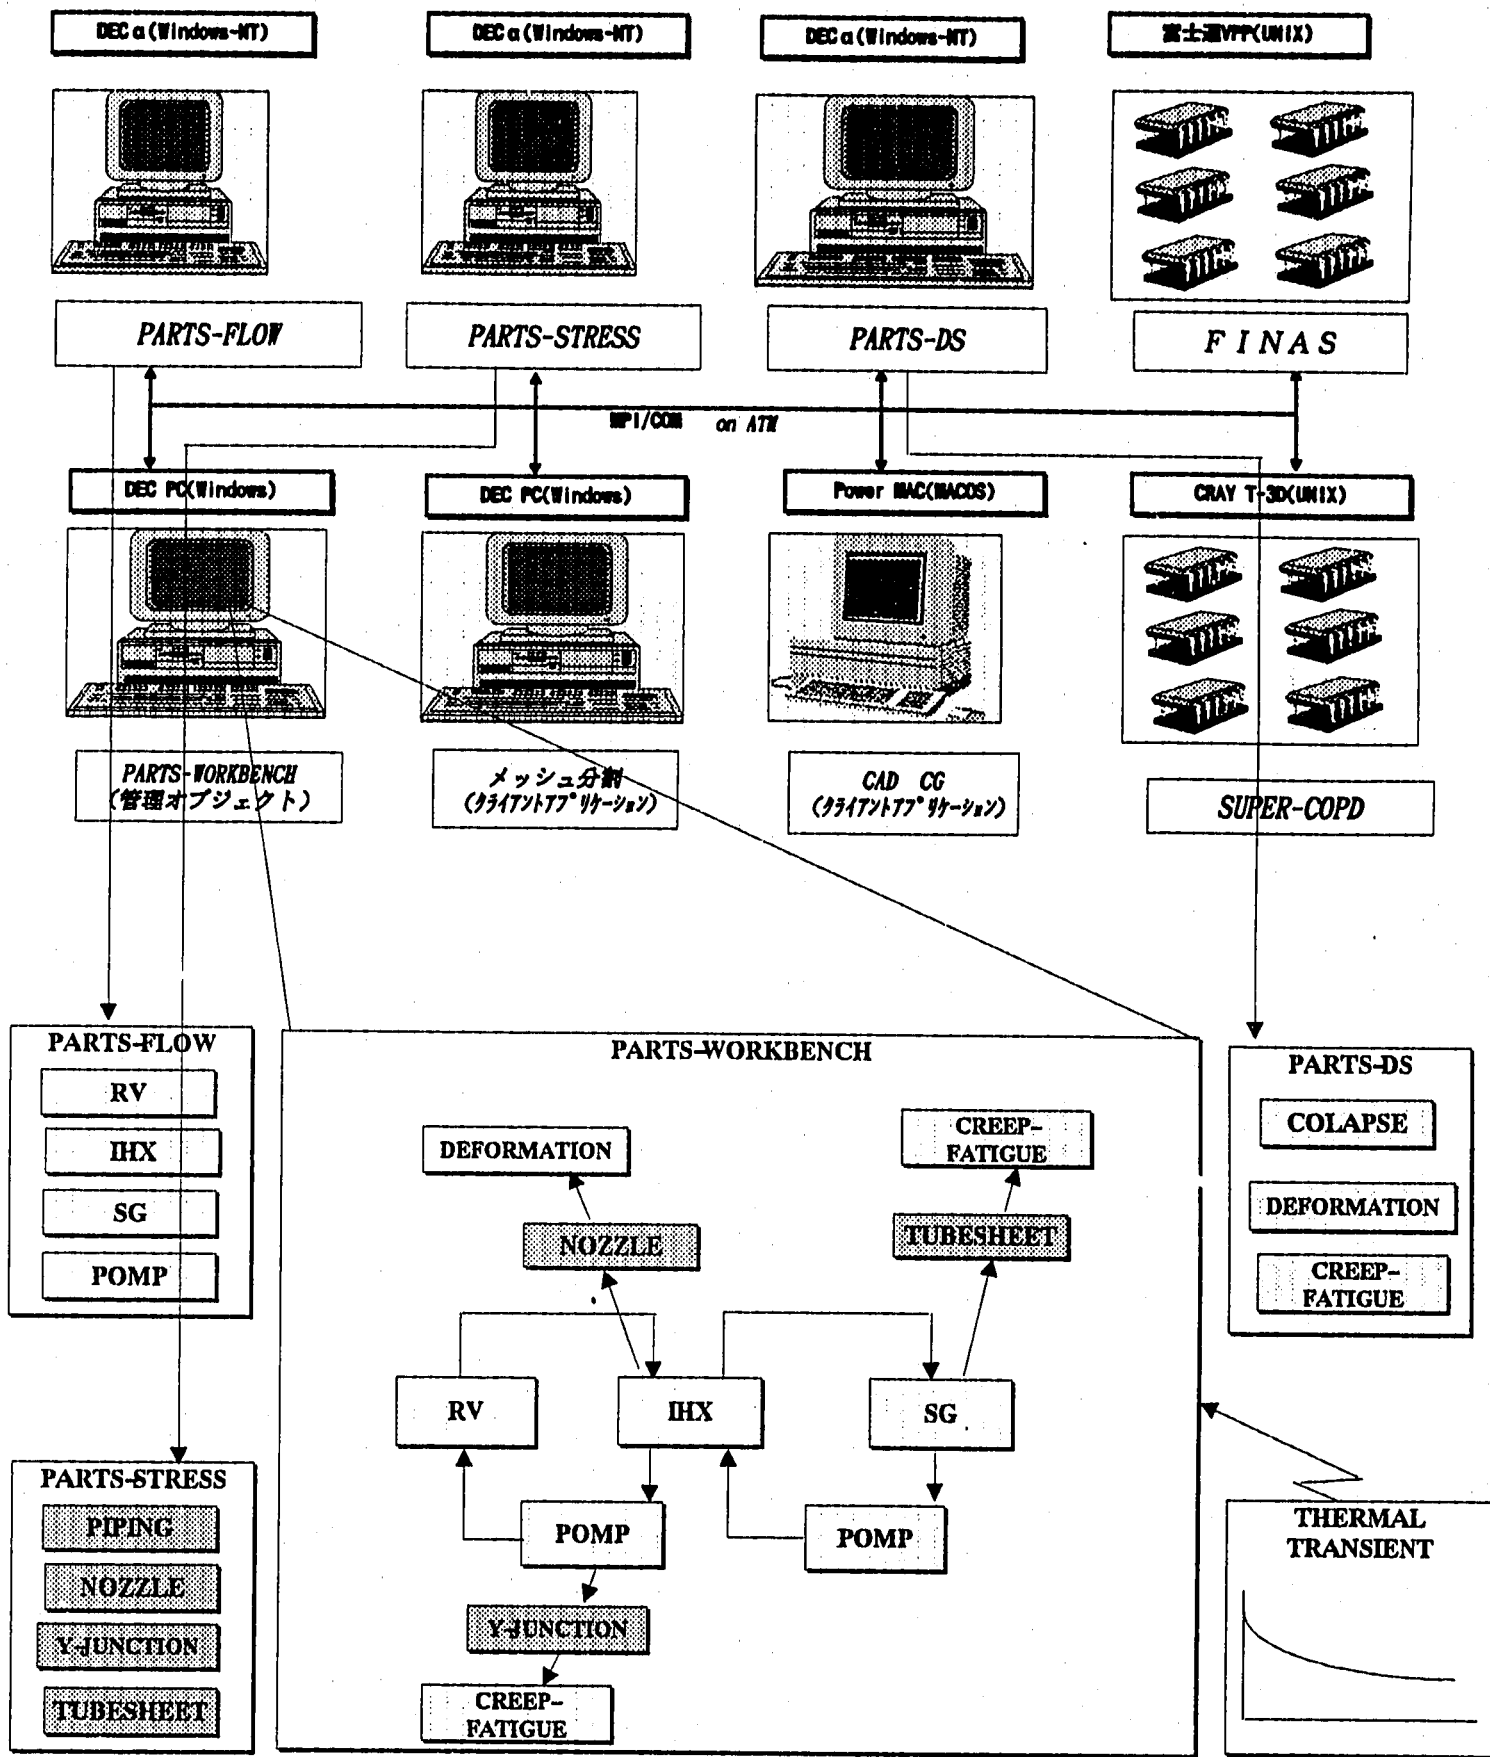 DEC α(Windows-NT)
DEC α(Windows-NT)
DEC α(Windows-NT)
富士通VPP(UNIX)
PARTS-FLOW
PARTS-STRESS
PARTS-DS
F I N A S
MPI/COM on ATM
DEC PC(Windows)
DEC PC(Windows)
Power MAC(MACOS)
CRAY T-3D(UNIX)
PARTS-WORKBENCH
(管理オブジェクト)
メッシュ分割
(クライアントアプリケーション)
CAD CG
(クライアントアプリケーション)
SUPER-COPD
PARTS-FLOW
RV
IHX
SG
POMP
PARTS-STRESS
PIPING
NOZZLE
Y-JUNCTION
TUBESHEET
PARTS-WORKBENCH
DEFORMATION
CREEP-
FATIGUE
NOZZLE
TUBESHEET
RV
IHX
SG
POMP
POMP
Y-JUNCTION
CREEP-
FATIGUE
PARTS-DS
COLAPSE
DEFORMATION
CREEP-
FATIGUE
THERMAL
TRANSIENT